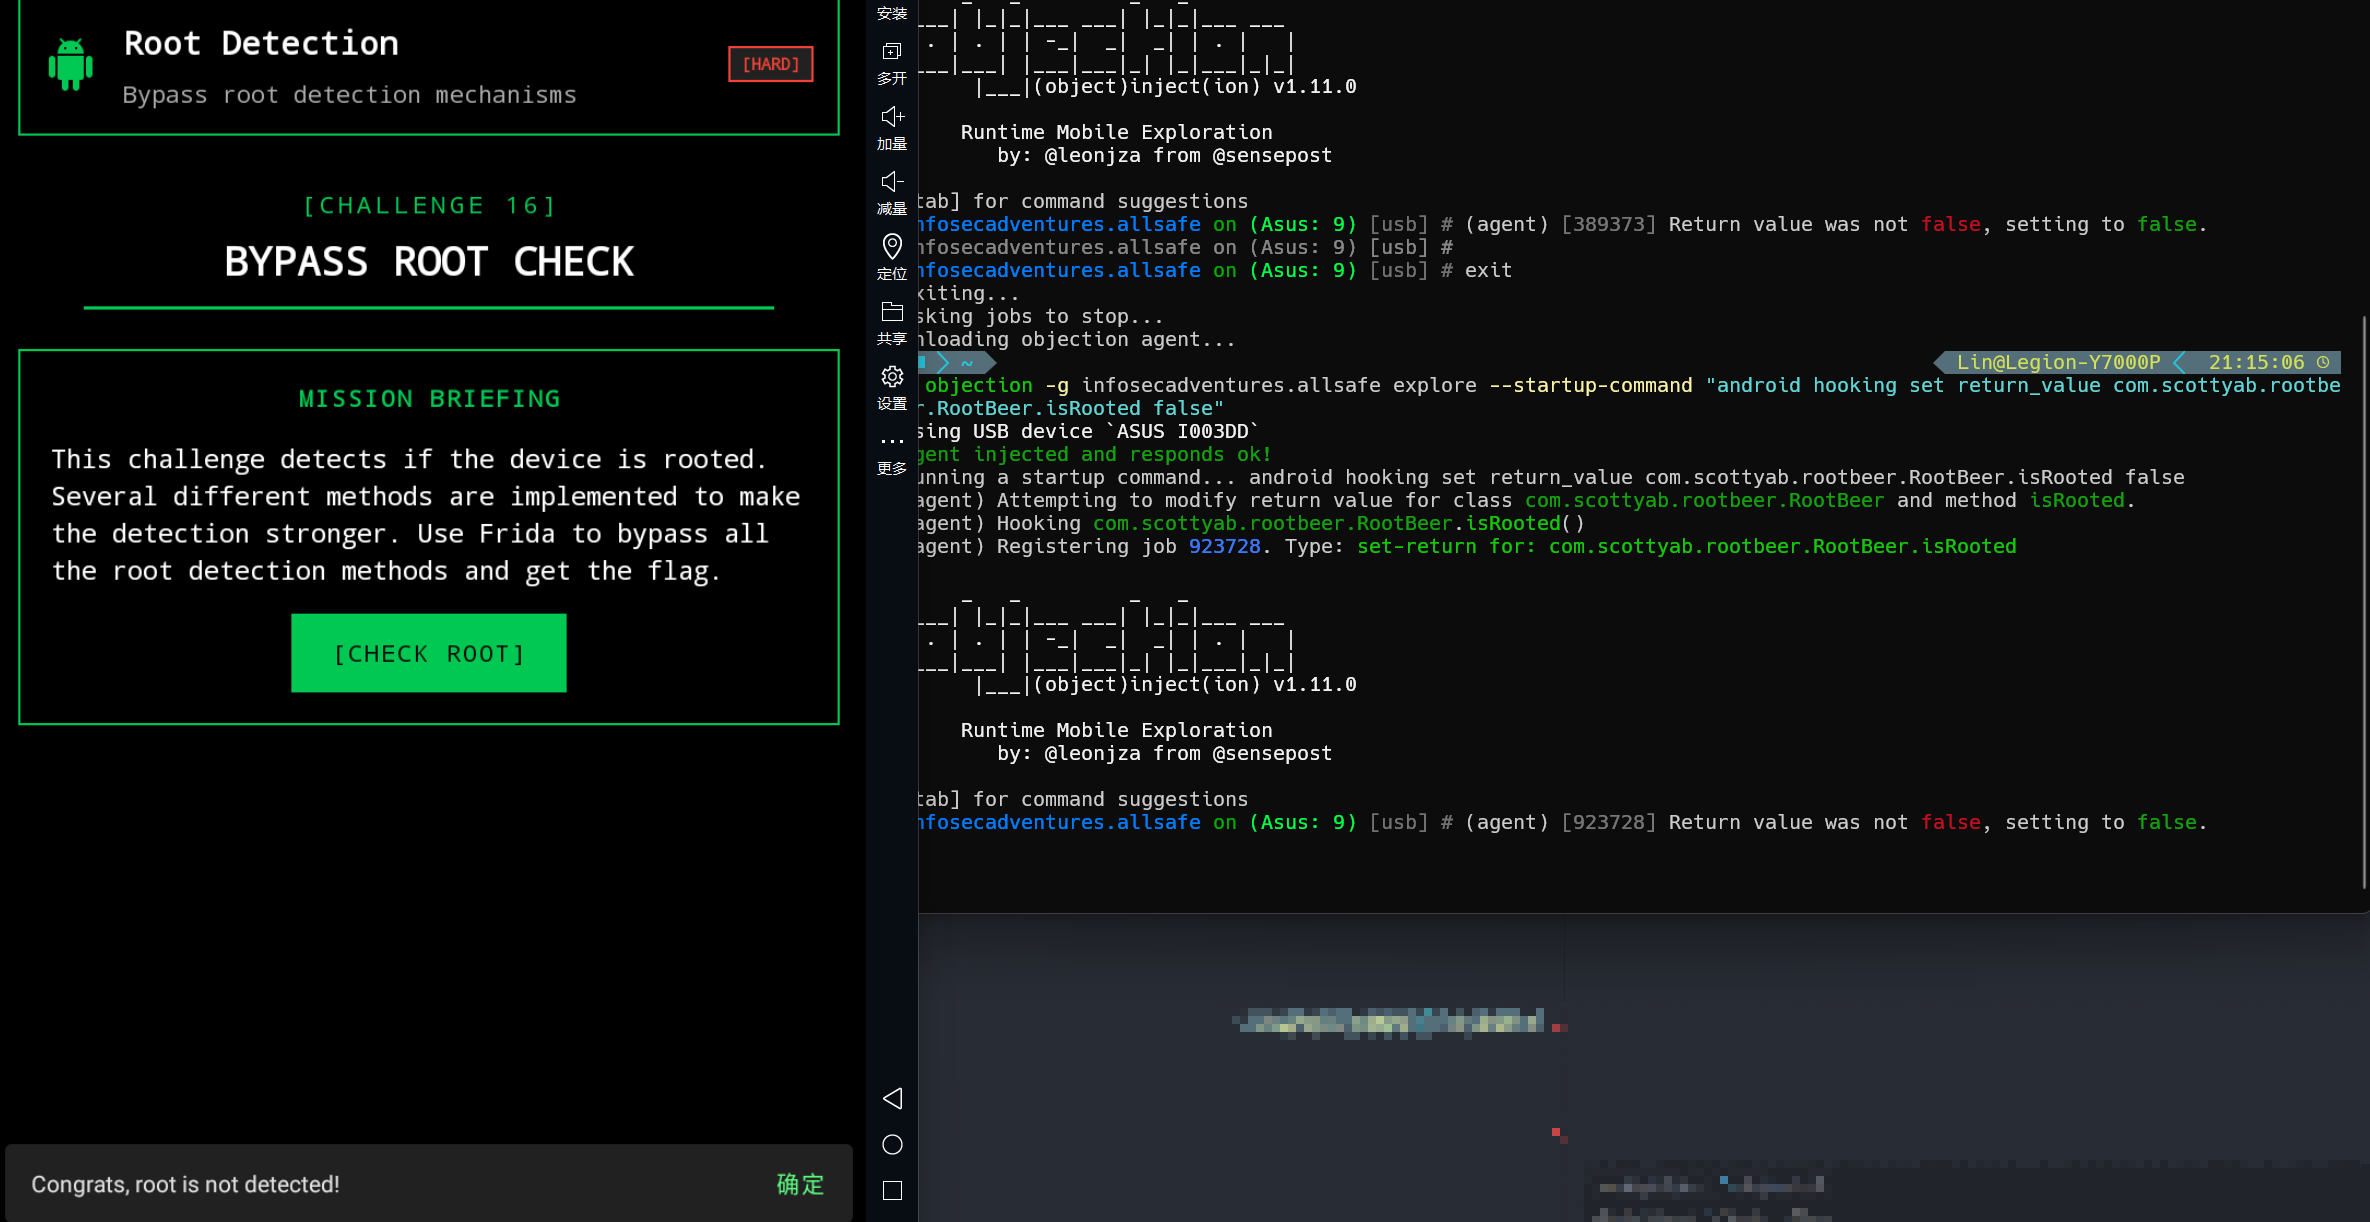 Root Detection
Bypass root detection mechanisms
[HARD]
[CHALLENGE 16]
BYPASS ROOT CHECK
MISSION BRIEFING
This challenge detects if the device is rooted.
Several different methods are implemented to make
the detection stronger. Use Frida to bypass all
the root detection methods and get the flag.
[CHECK ROOT]
Congrats, root is not detected!
确定
安装
多开
加量
减量
定位
共享
设置
更多
|___|(object)inject(ion) v1.11.0
Runtime Mobile Exploration
by: @leonjza from @sensepost
tab] for command suggestions
nfosecadventures.allsafe on (Asus: 9) [usb] # (agent) [389373] Return value was not false, setting to false.
nfosecadventures.allsafe on (Asus: 9) [usb] #
nfosecadventures.allsafe on (Asus: 9) [usb] # exit
xiting...
sking jobs to stop...
nloading objection agent...
~
Lin@Legion-Y7000P
21:15:06
objection -g infosecadventures.allsafe explore --startup-command "android hooking set return_value com.scottyab.rootbe
r.RootBeer.isRooted false"
sing USB device `ASUS I003DD`
gent injected and responds ok!
unning a startup command... android hooking set return_value com.scottyab.rootbeer.RootBeer.isRooted false
agent) Attempting to modify return value for class com.scottyab.rootbeer.RootBeer and method isRooted.
agent) Hooking com.scottyab.rootbeer.RootBeer.isRooted()
agent) Registering job 923728. Type: set-return for: com.scottyab.rootbeer.RootBeer.isRooted
|___|(object)inject(ion) v1.11.0
Runtime Mobile Exploration
by: @leonjza from @sensepost
tab] for command suggestions
nfosecadventures.allsafe on (Asus: 9) [usb] # (agent) [923728] Return value was not false, setting to false.